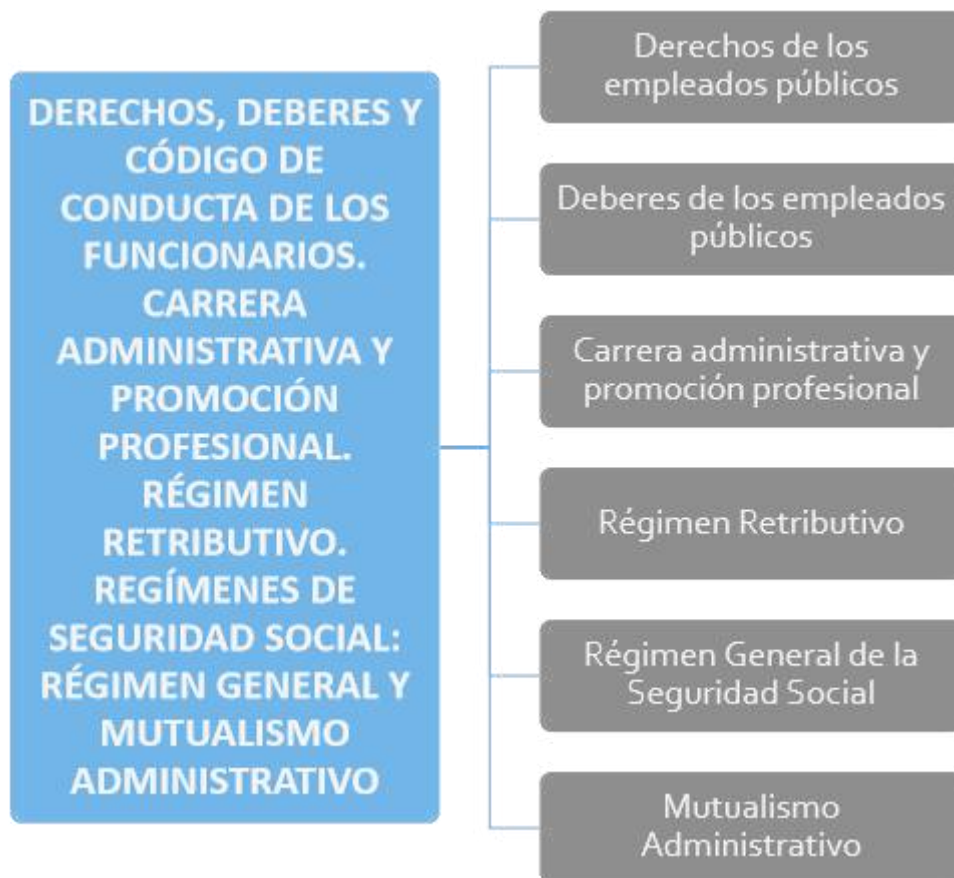 DERECHOS, DEBERES Y
CÓDIGO DE
CONDUCTA DE LOS
FUNCIONARIOS.
CARRERA
ADMINISTRATIVA Y
PROMOCIÓN
PROFESIONAL.
RÉGIMEN
RETRIBUTIVO.
REGÍMENES DE
SEGURIDAD SOCIAL:
RÉGIMEN GENERAL Y
MUTUALISMO
ADMINISTRATIVO
Derechos de los
empleados públicos
Deberes de los empleados
públicos
Carrera administrativa y
promoción profesional
Régimen Retributivo
Régimen General de la
Seguridad Social
Mutualismo
Administrativo